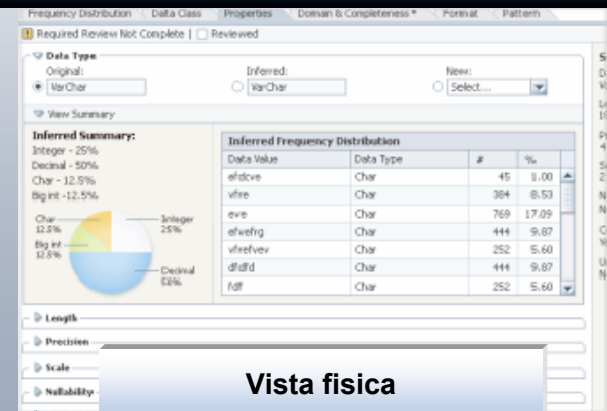 Frequency Distribution Data Class Properties Domain & Completeness * Format Pattern
Required Review Not Complete | Reviewed
Data Type
Original: Inferred: New:
VarChar VarChar Select...
View Summary
Inferred Summary:
Integer - 25%
Decimal - 50%
Char - 12.5%
Big int -12.5%
Char 12.5%
Integer 25%
Big int 12.5%
Decimal 50%
Inferred Frequency Distribution
Data Value Data Type # %
efdcve Char 45 1.00
vfre Char 384 8.53
eve Char 769 17.09
efwefrg Char 444 9.87
vfrefvev Char 252 5.60
dfdfd Char 444 9.87
fdff Char 252 5.60
Length
Precision
Scale
Nullability
Vista fisica